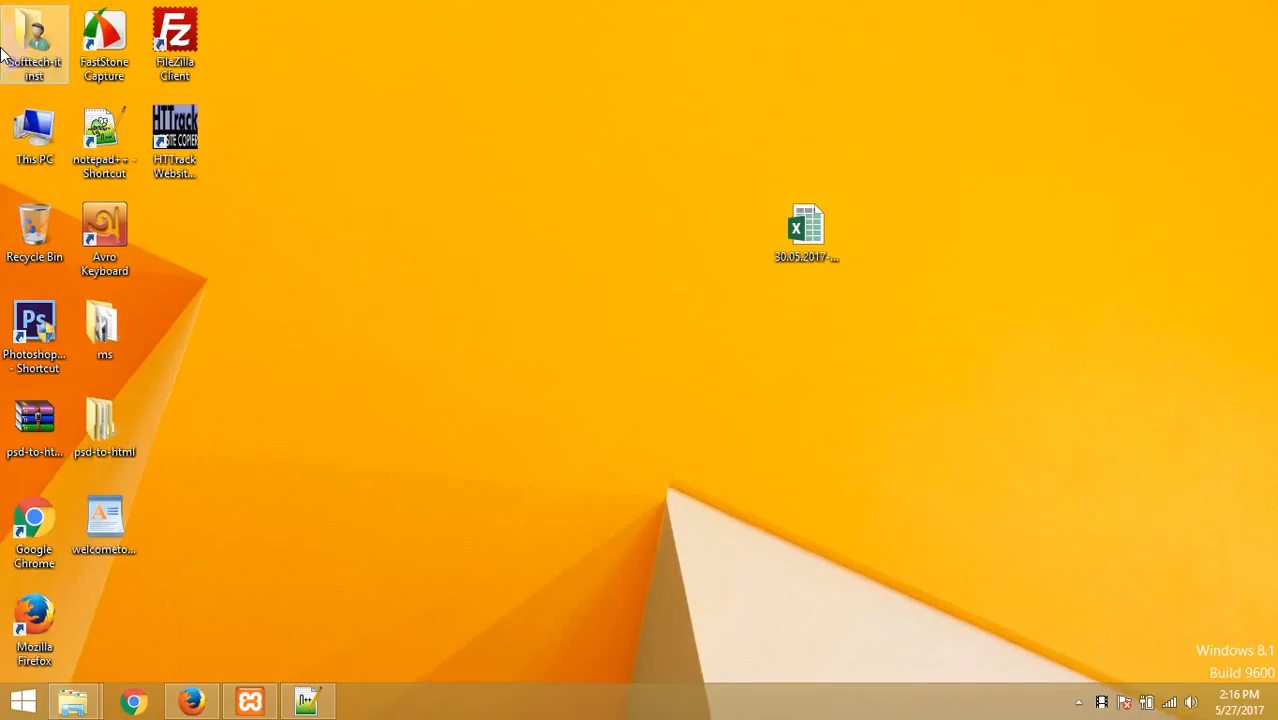 Softtech-it
inst
FastStone
Capture
FileZilla
Client
This PC
notepad++ -
Shortcut
HTTrack
Websit...
Recycle Bin
Avro
Keyboard
Photoshop...
- Shortcut
ms
psd-to-ht...
psd-to-html
Google
Chrome
welcometo...
Mozilla
Firefox
30.05.2017-...
Windows 8.1
Build 9600
2:16 PM
5/27/2017